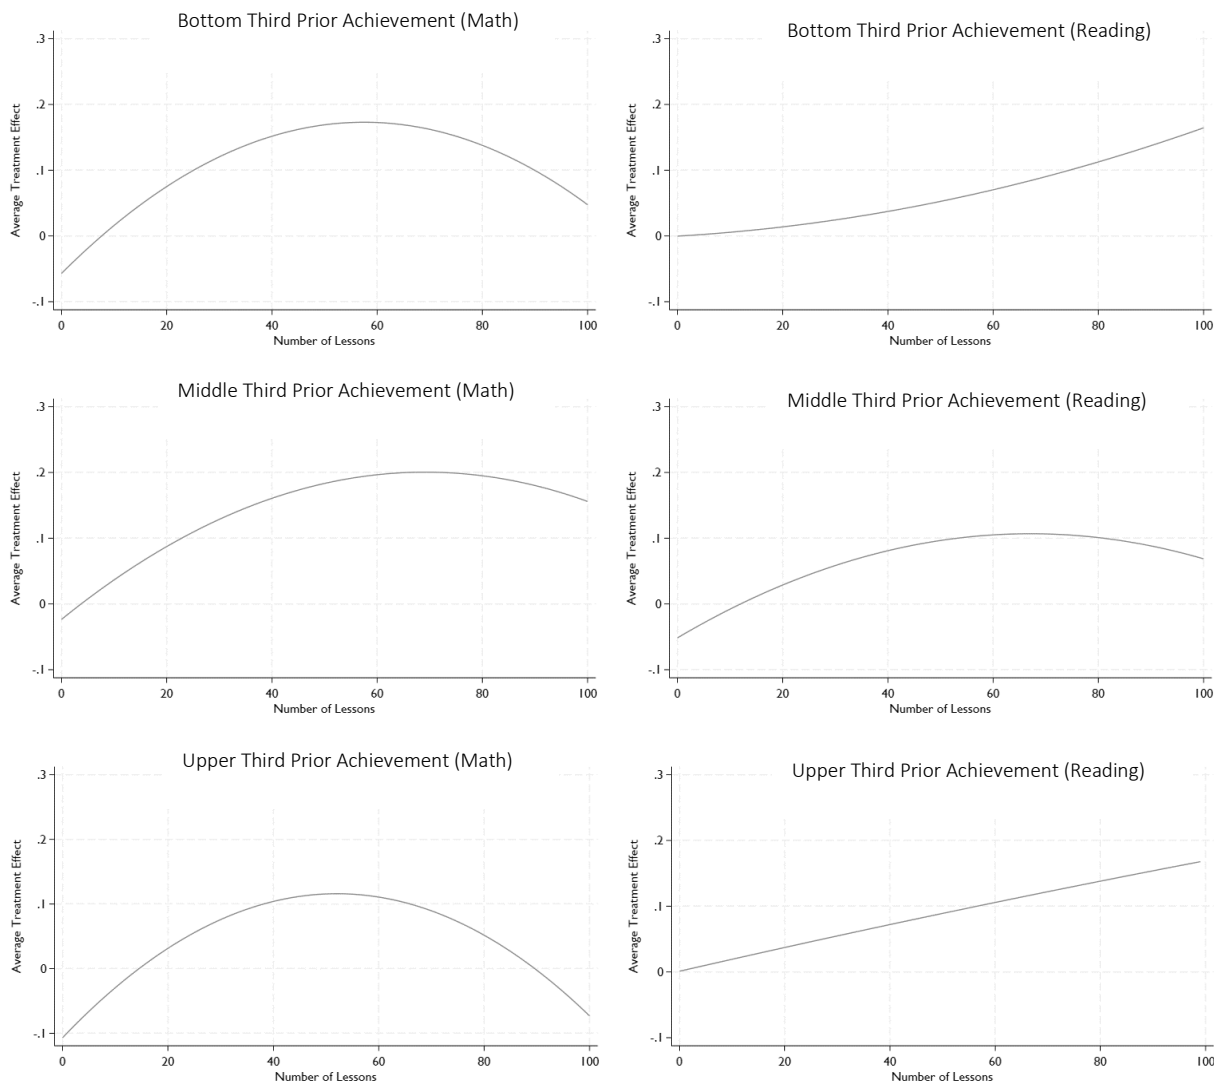 Bottom Third Prior Achievement (Math)
.3
.2
.1
0
-.1
Average Treatment Effect
0 20 40 60 80 100
Number of Lessons
Bottom Third Prior Achievement (Reading)
.3
.2
.1
0
-.1
Average Treatment Effect
0 20 40 60 80 100
Number of Lessons
Middle Third Prior Achievement (Math)
.3
.2
.1
0
-.1
Average Treatment Effect
0 20 40 60 80 100
Number of Lessons
Middle Third Prior Achievement (Reading)
.3
.2
.1
0
-.1
Average Treatment Effect
0 20 40 60 80 100
Number of Lessons
Upper Third Prior Achievement (Math)
.3
.2
.1
0
-.1
Average Treatment Effect
0 20 40 60 80 100
Number of Lessons
Upper Third Prior Achievement (Reading)
.3
.2
.1
0
-.1
Average Treatment Effect
0 20 40 60 80 100
Number of Lessons